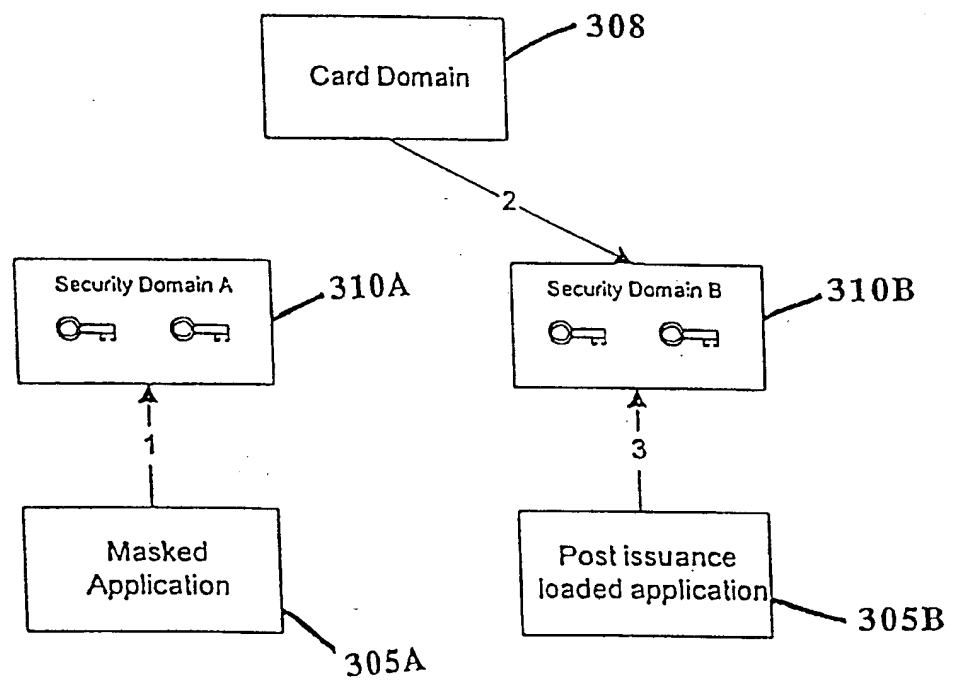 308
Card Domain
2
Security Domain A
310A
Security Domain B
310B
1
3
Masked
Application
305A
Post issuance
loaded application
305B